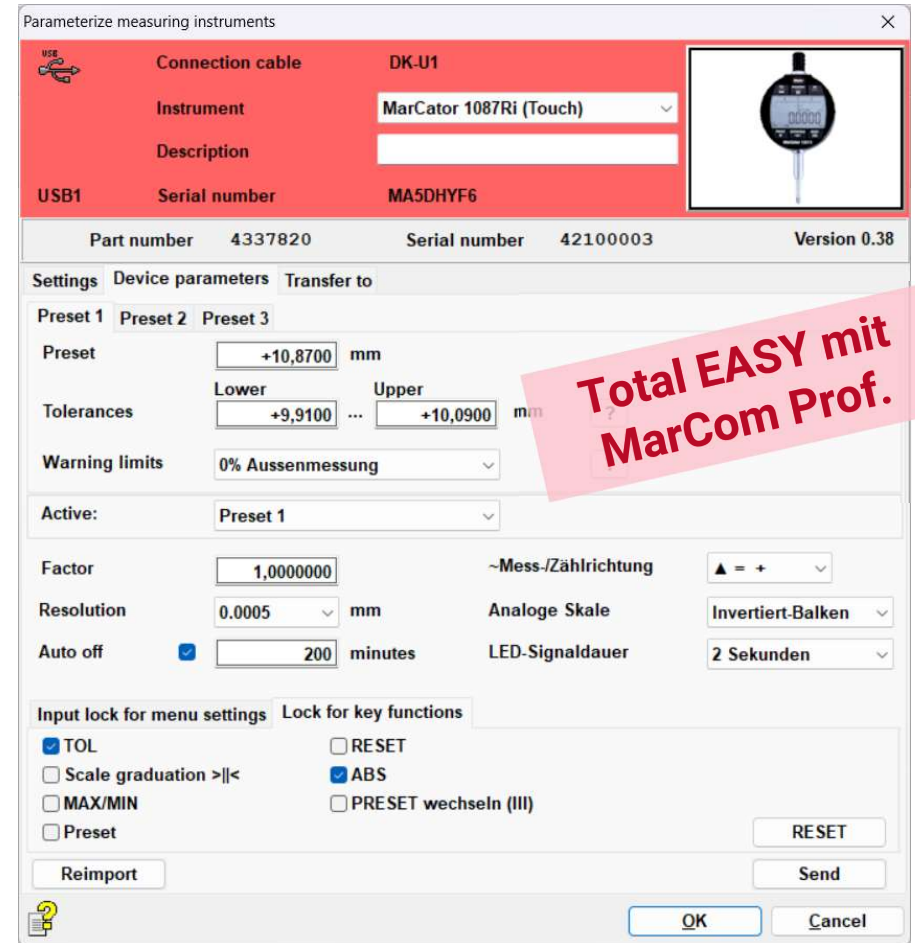 Parameterize measuring instruments
USB
Connection cable DK-U1
Instrument MarCator 1087Ri (Touch)
Description
USB1 Serial number MA5DHYF6
Part number 4337820 Serial number 42100003 Version 0.38
Settings Device parameters Transfer to
Preset 1 Preset 2 Preset 3
Preset +10,8700 mm
Lower Upper
Tolerances +9,9100 ... +10,0900 mm ?
Warning limits 0% Aussenmessung
Total EASY mit
MarCom Prof.
Active: Preset 1
Factor 1,0000000 ~Mess-/Zählrichtung ▲ = +
Resolution 0.0005 mm Analoge Skale Invertiert-Balken
Auto off 200 minutes LED-Signaldauer 2 Sekunden
Input lock for menu settings Lock for key functions
TOL RESET
Scale graduation >||< ABS
MAX/MIN PRESET wechseln (III)
Preset RESET
Reimport Send
OK Cancel